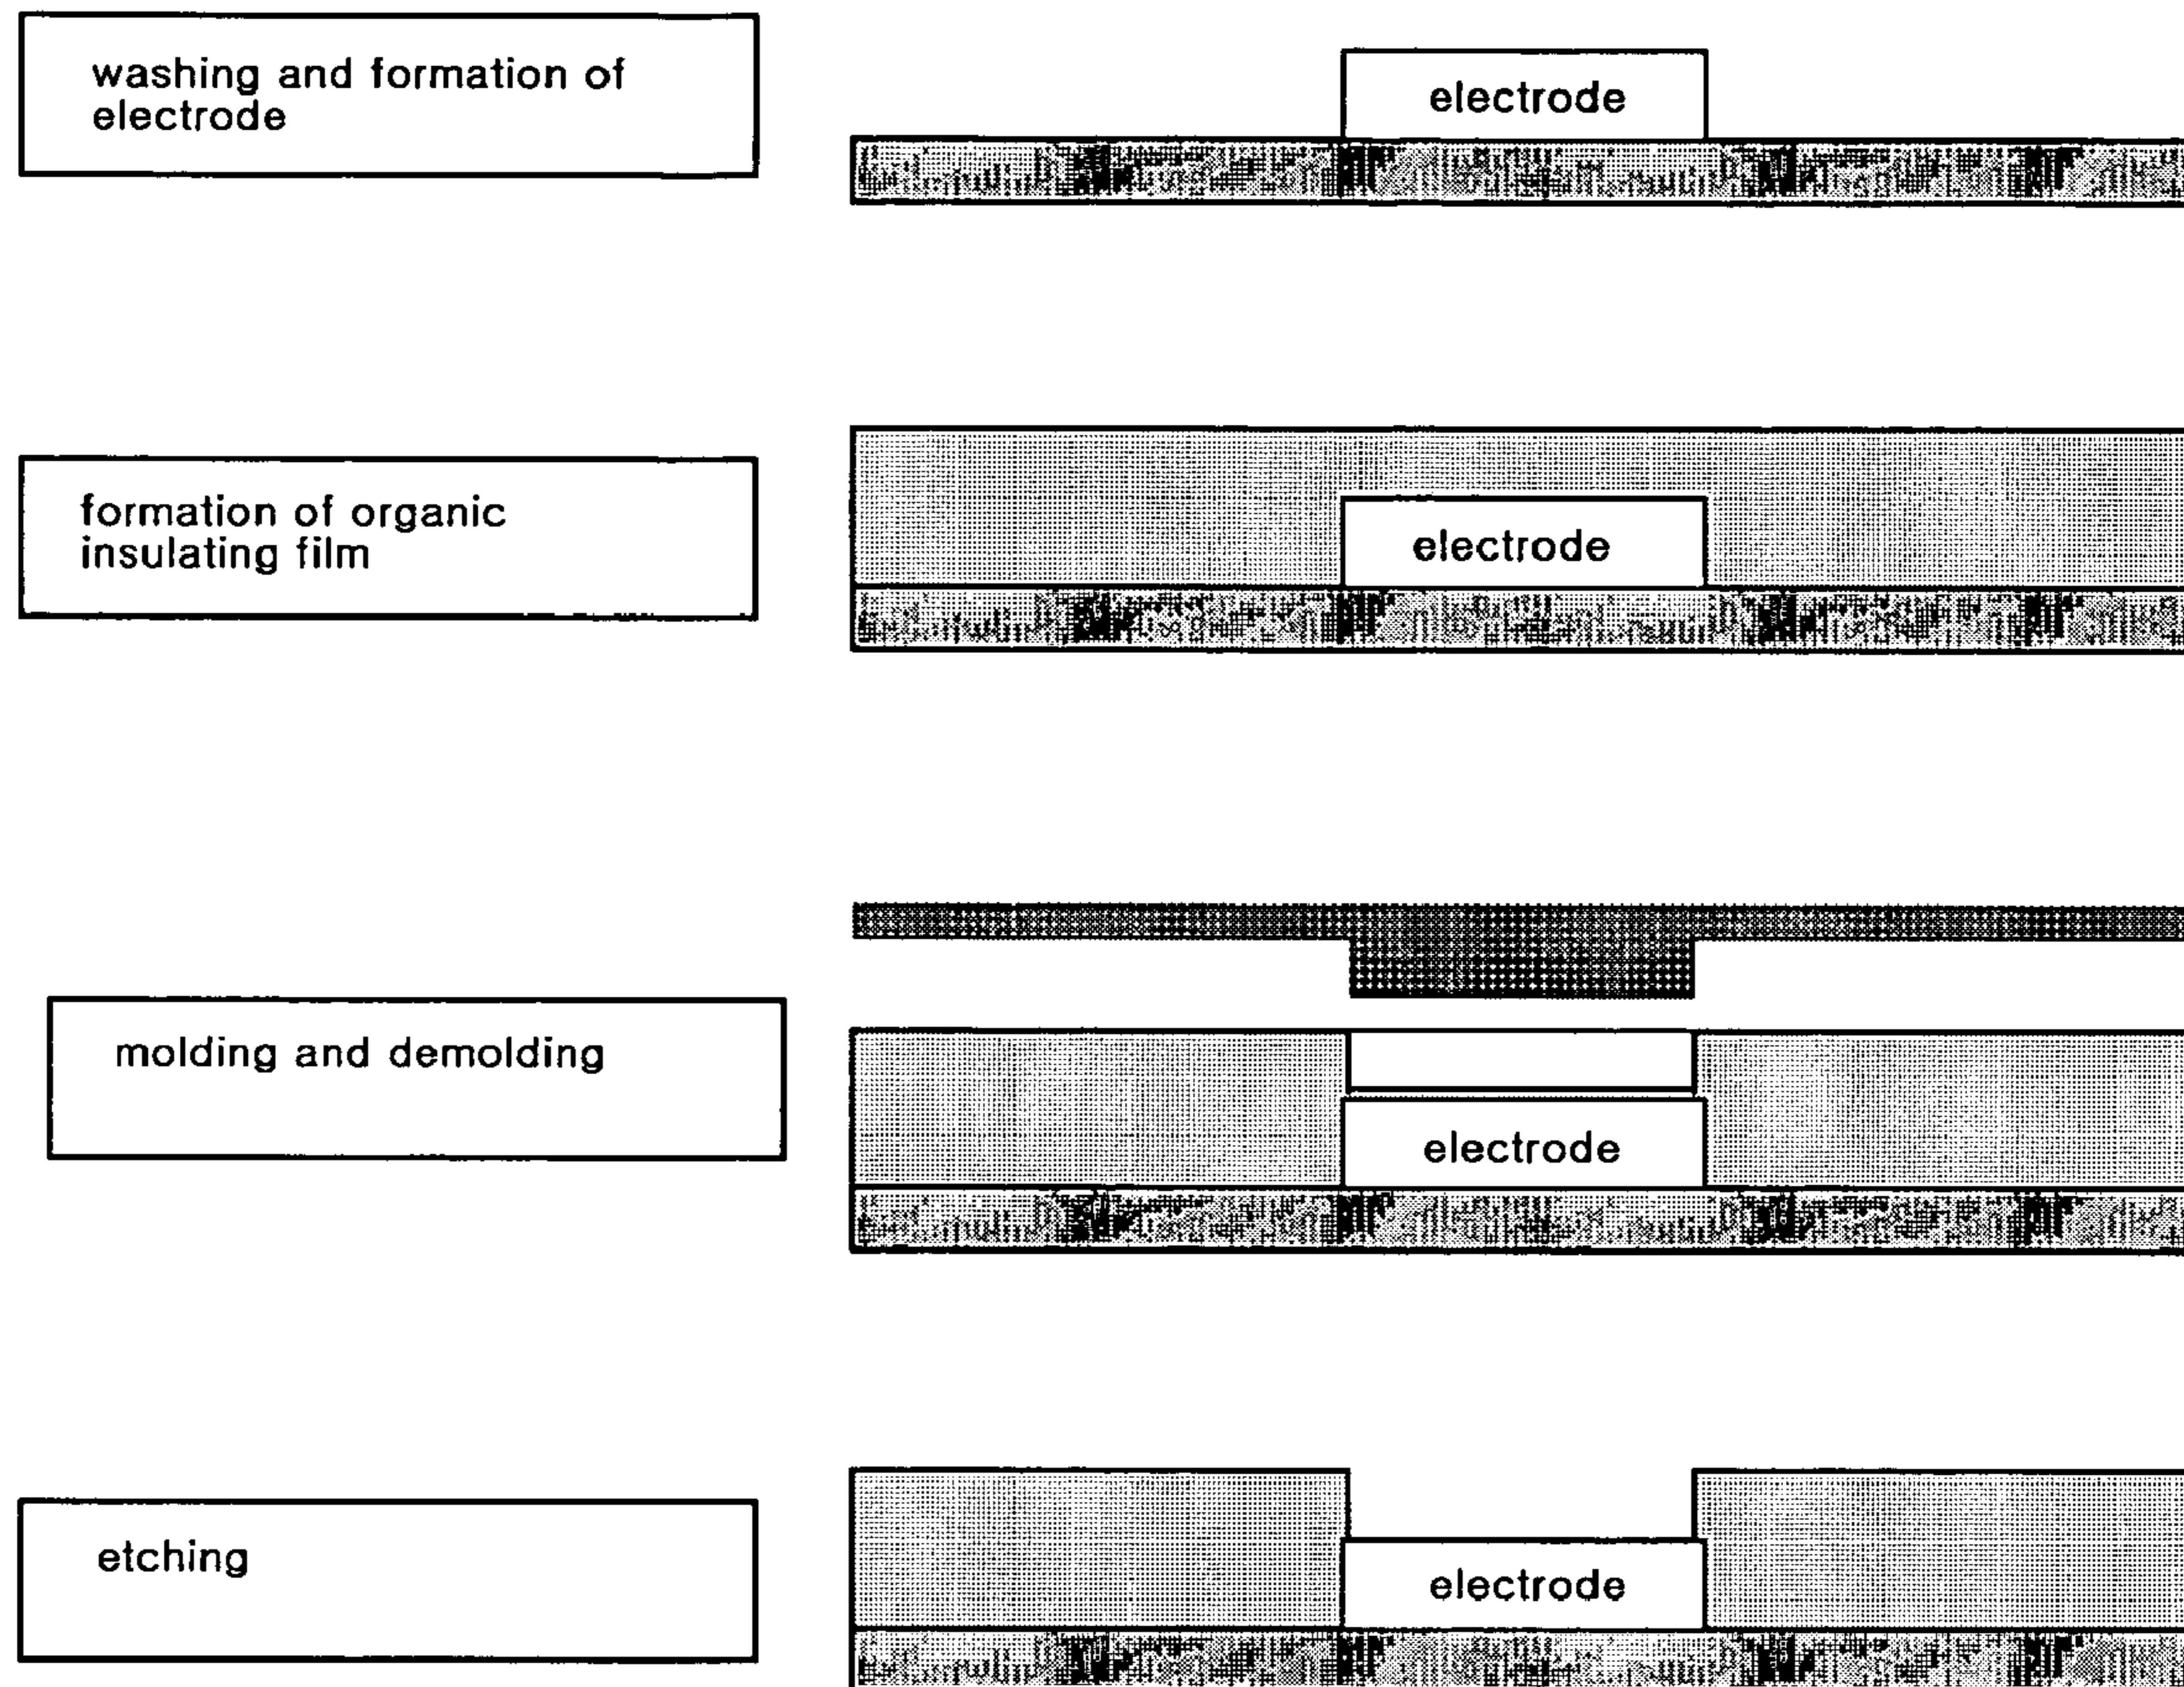 washing and formation of
electrode
electrode
formation of organic
insulating film
electrode
molding and demolding
electrode
etching
electrode